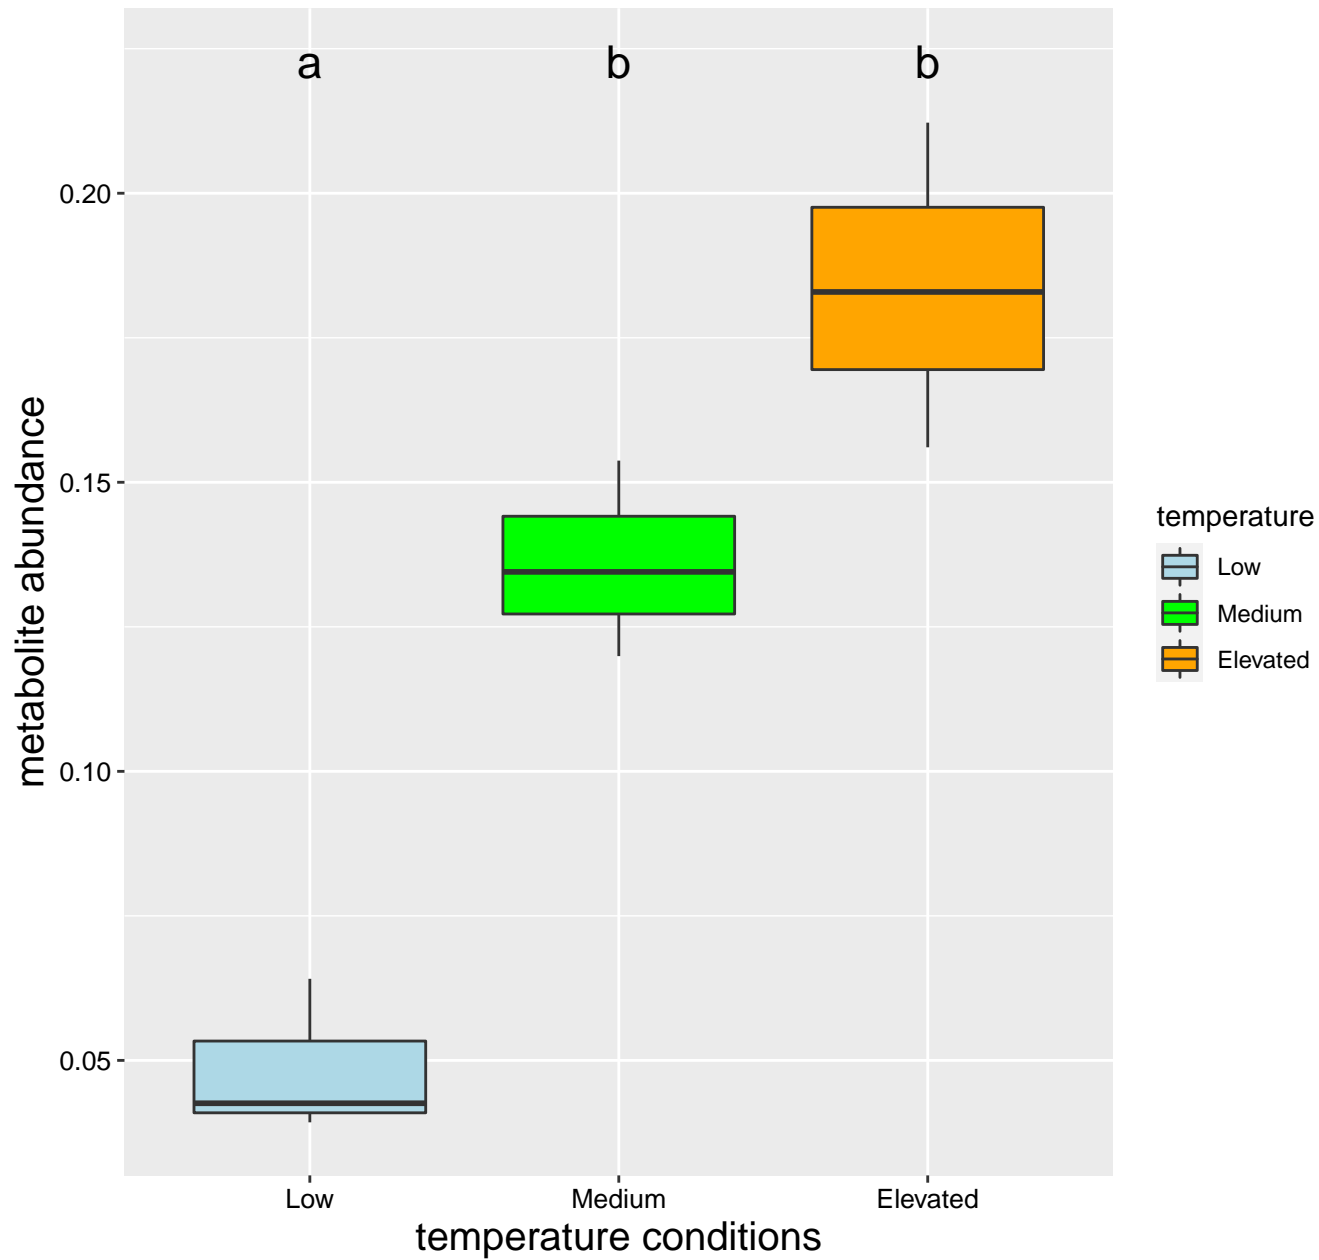 a b b
0.20
0.15
0.10
0.05
metabolite abundance
Low Medium Elevated
temperature conditions
temperature
Low
Medium
Elevated